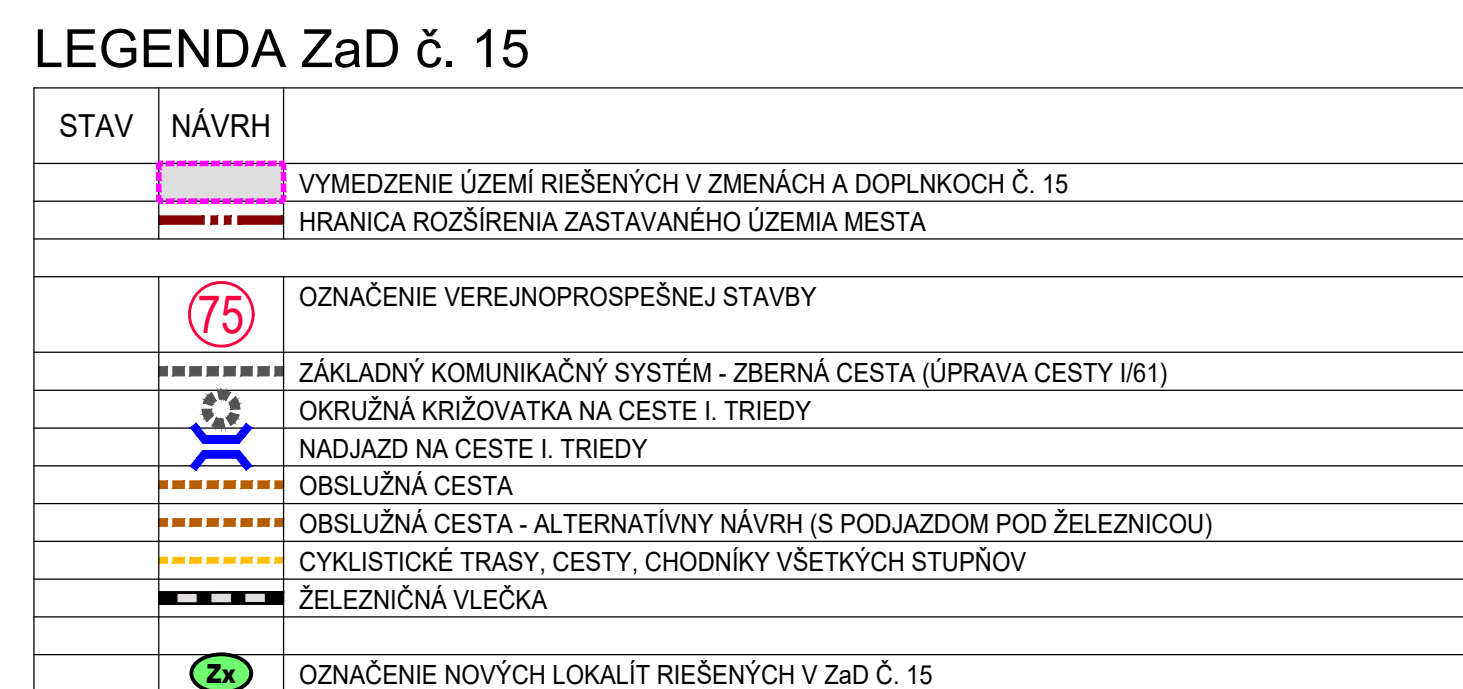 LEGENDA ZaD č. 15
STAV NÁVRH
VYMEDZENIE ÚZEMÍ RIEŠENÝCH V ZMENÁCH A DOPLNKOCH Č. 15
HRANICA ROZŠÍRENIA ZASTAVANÉHO ÚZEMIA MESTA
75 OZNAČENIE VEREJNOPROSPEŠNEJ STAVBY
ZÁKLADNÝ KOMUNIKAČNÝ SYSTÉM - ZBERNÁ CESTA (ÚPRAVA CESTY I/61)
OKRUŽNÁ KRIŽOVATKA NA CESTE I. TRIEDY
NADJAZD NA CESTE I. TRIEDY
OBSLUŽNÁ CESTA
OBSLUŽNÁ CESTA - ALTERNATÍVNY NÁVRH (S PODJAZDOM POD ŽELEZNICOU)
CYKLISTICKÉ TRASY, CESTY, CHODNÍKY VŠETKÝCH STUPŇOV
ŽELEZNIČNÁ VLEČKA
Zx OZNAČENIE NOVÝCH LOKALÍT RIEŠENÝCH V ZaD Č. 15